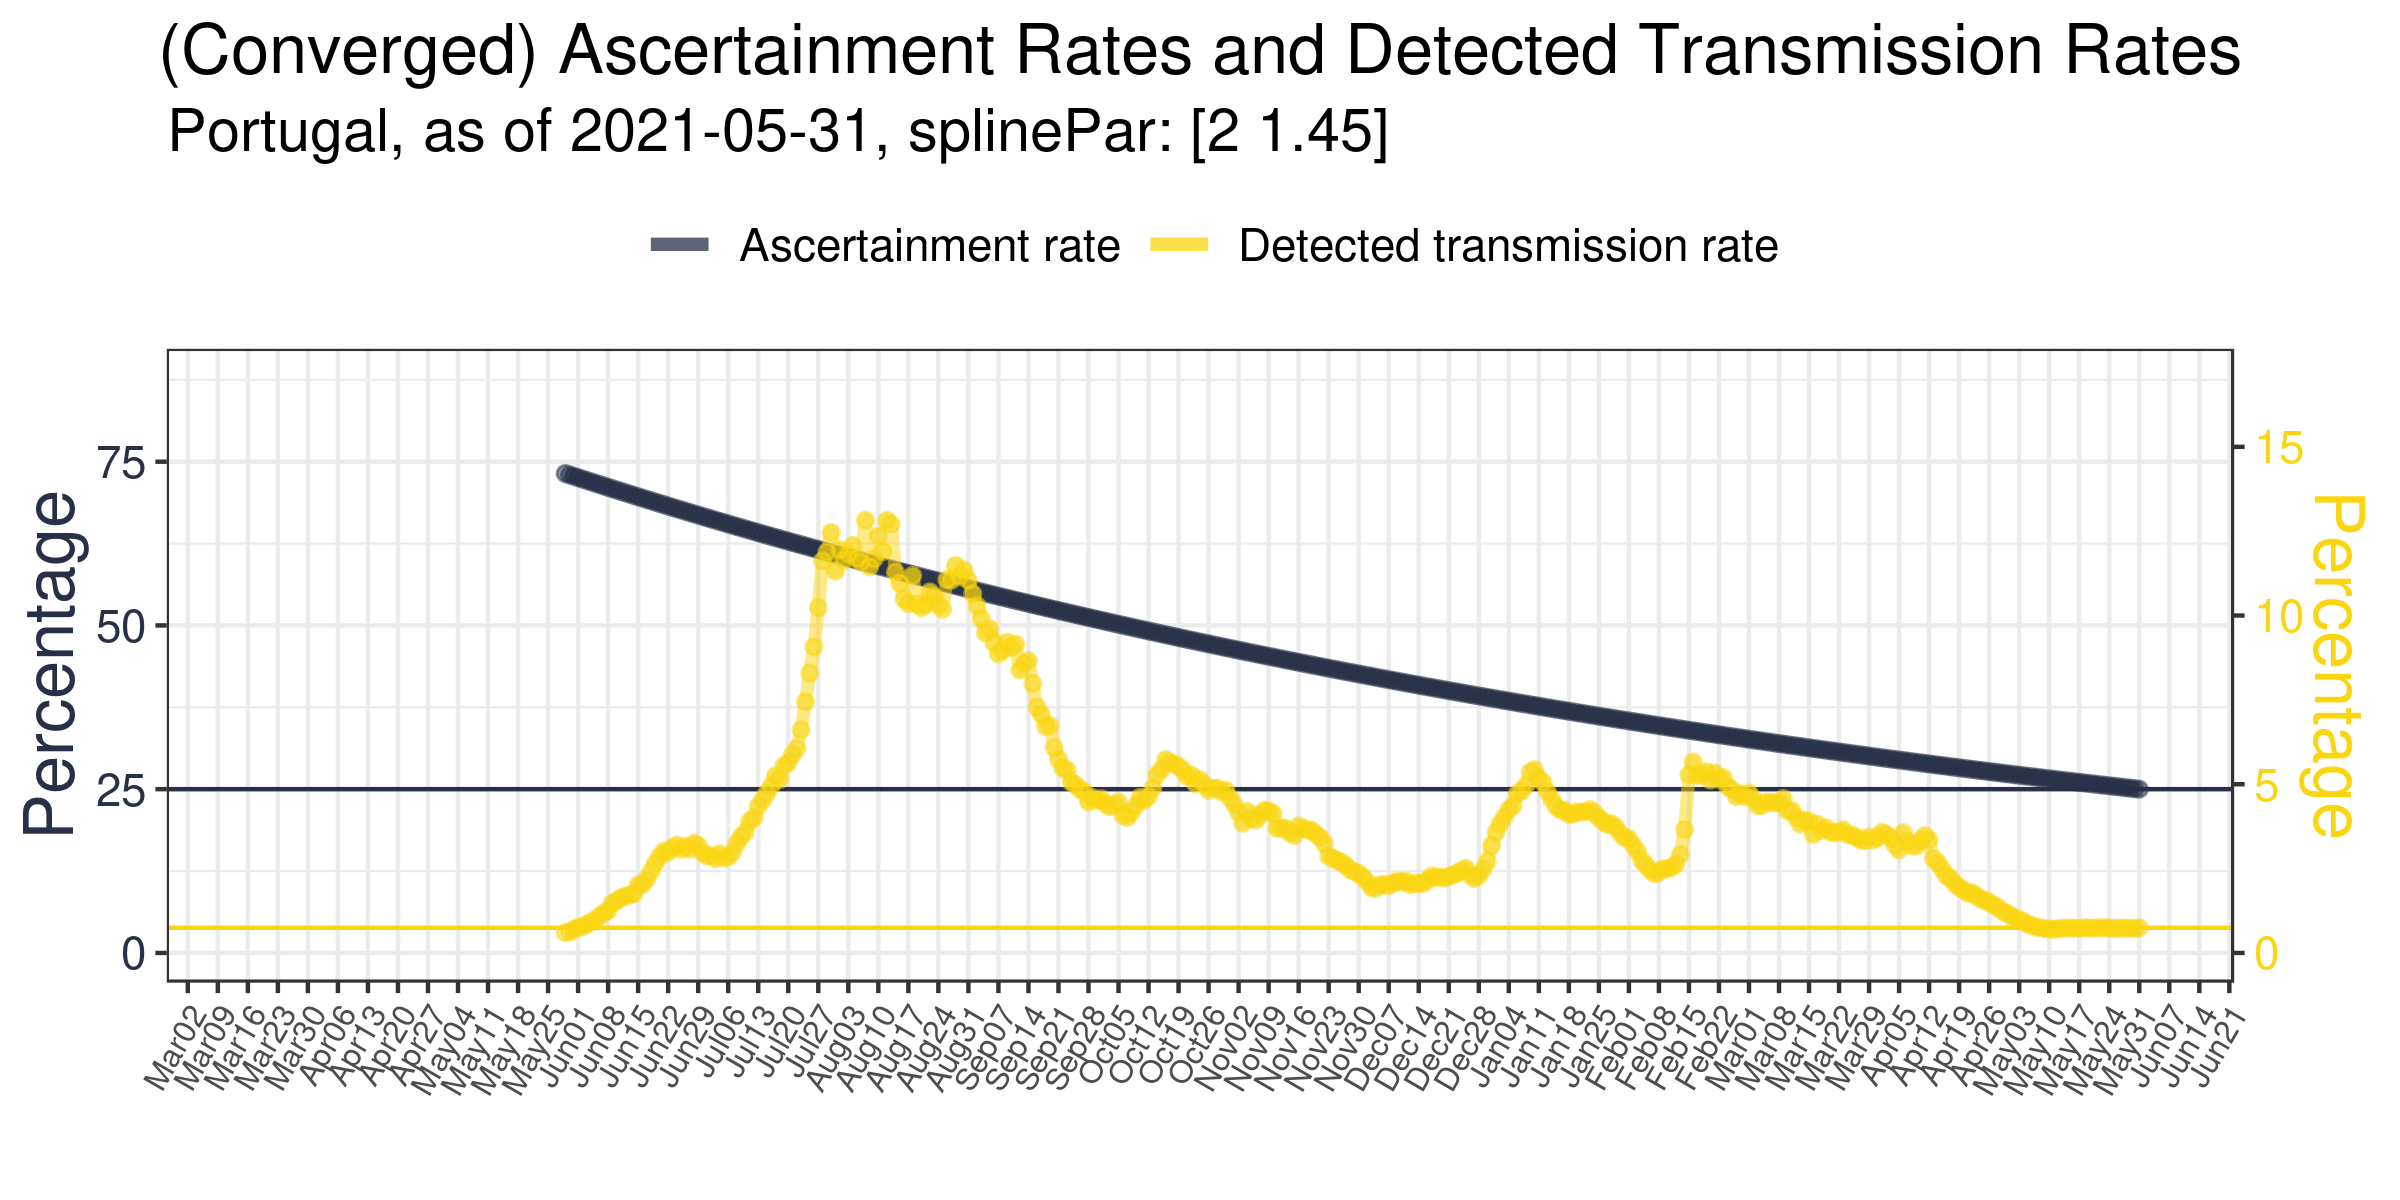 (Converged) Ascertainment Rates and Detected Transmission Rates
Portugal, as of 2021-05-31, splinePar: [2 1.45]
Ascertainment rate
Detected transmission rate
Percentage
75
50
25
0
15
10
5
0
Percentage
Mar02
Mar09
Mar16
Mar23
Mar30
Apr06
Apr13
Apr20
Apr27
May04
May11
May18
May25
Jun01
Jun08
Jun15
Jun22
Jun29
Jul06
Jul13
Jul20
Jul27
Aug03
Aug10
Aug17
Aug24
Aug31
Sep07
Sep14
Sep21
Sep28
Oct05
Oct12
Oct19
Oct26
Nov02
Nov09
Nov16
Nov23
Nov30
Dec07
Dec14
Dec21
Dec28
Jan04
Jan11
Jan18
Jan25
Feb01
Feb08
Feb15
Feb22
Mar01
Mar08
Mar15
Mar22
Mar29
Apr05
Apr12
Apr19
Apr26
May03
May10
May17
May24
May31
Jun07
Jun14
Jun21